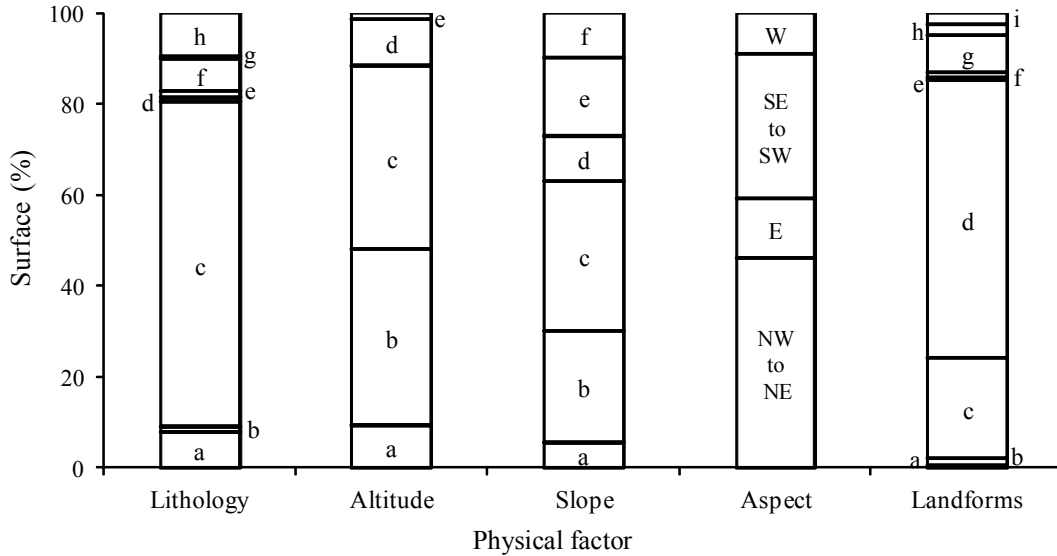 100
80
60
40
20
0
Surface (%)
h
g
f
e
d
c
b
a
e
d
c
b
a
f
e
d
c
b
a
W
SE
to
SW
E
NW
to
NE
i
h
g
f
e
d
c
b
a
Lithology
Altitude
Slope
Aspect
Landforms
Physical factor